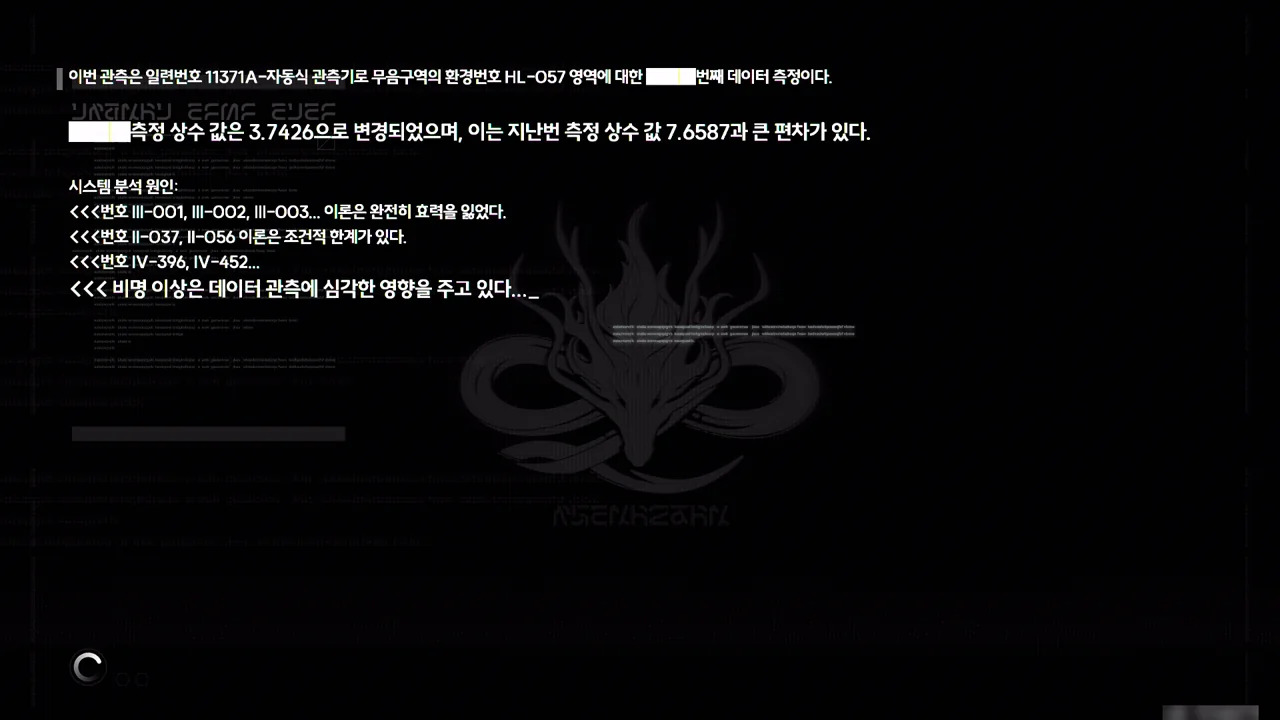 이번 관측은 일련번호 11371A-자동식 관측기로 무음구역의 환경번호 HL-057 영역에 대한 번째 데이터 측정이다.
측정 상수 값은 3.7426으로 변경되었으며, 이는 지난번 측정 상수 값 7.6587과 큰 편차가 있다.
시스템 분석 원인:
<<<번호 III-001, III-002, III-003... 이론은 완전히 효력을 잃었다.
<<<번호 II-037, II-056 이론은 조건적 한계가 있다.
<<<번호 IV-396, IV-452...
<<< 비명 이상은 데이터 관측에 심각한 영향을 주고 있다..._